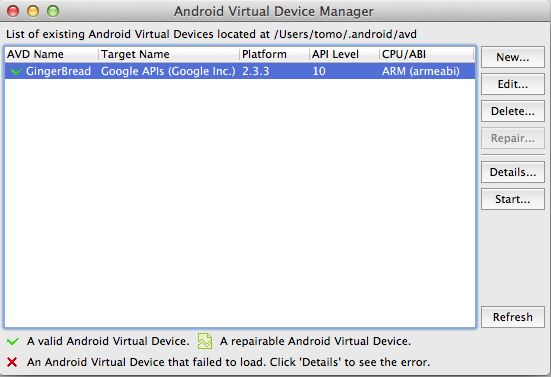 Android Virtual Device Manager
List of existing Android Virtual Devices located at /Users/tomo/.android/avd
AVD Name Target Name Platform API Level CPU/ABI
GingerBread Google APIs (Google Inc.) 2.3.3 10 ARM (armeabi)
New...
Edit...
Delete...
Repair...
Details...
Start...
Refresh
A valid Android Virtual Device. A repairable Android Virtual Device.
An Android Virtual Device that failed to load. Click 'Details' to see the error.